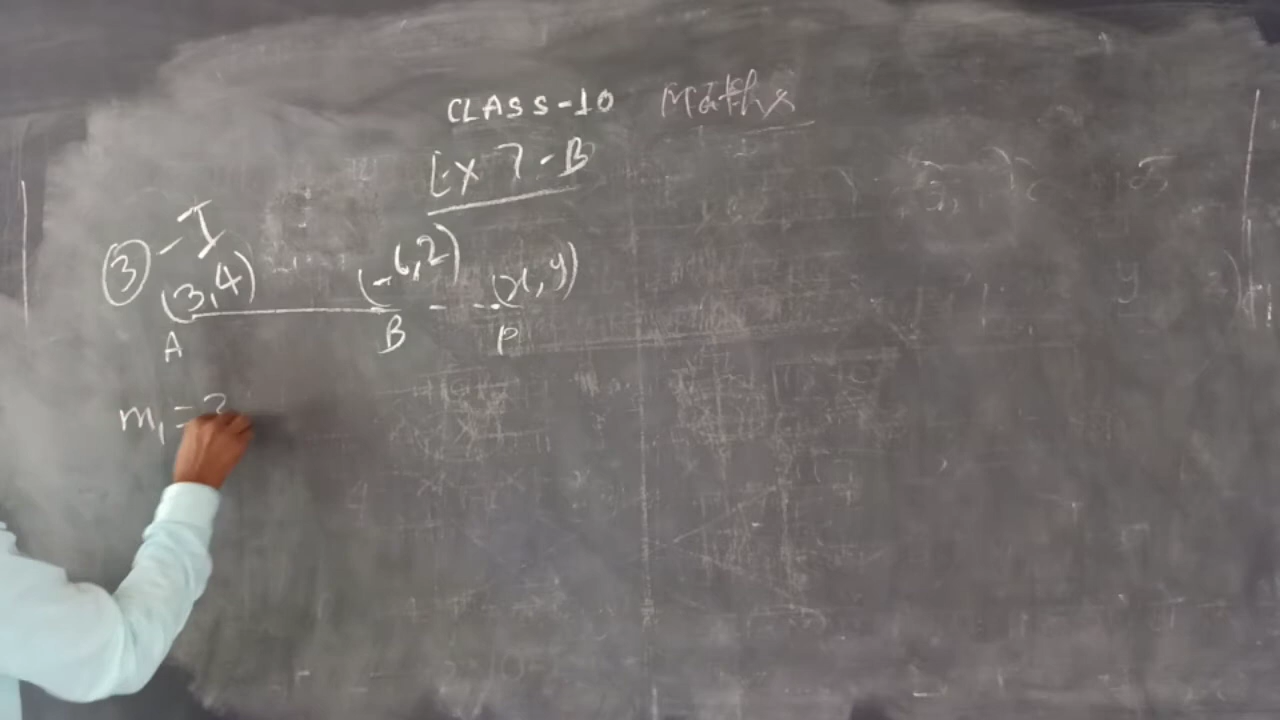 CLASS-10 Maths
Ex 7-B
③-I
(3,4) (-6,2) (x,y)
A B P
m₁ =